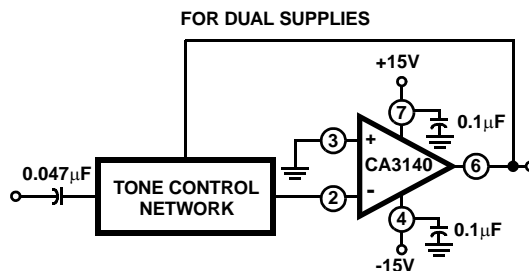 FOR DUAL SUPPLIES
+15V
7
0.1μF
3
+
CA3140
6
0.047μF
TONE CONTROL
NETWORK
2
-
4
0.1μF
-15V